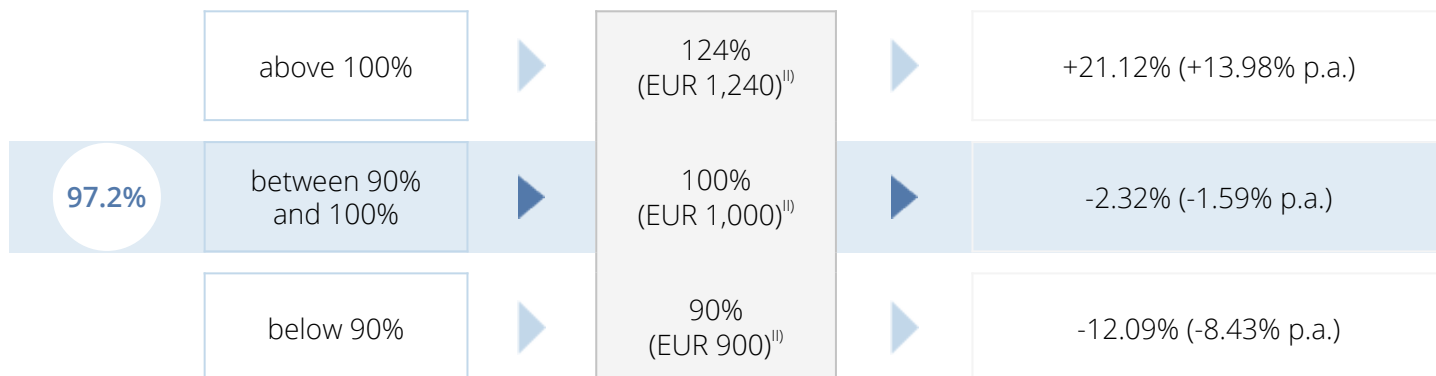 above 100%
124%
(EUR 1,240)II)
+21.12% (+13.98% p.a.)
97.2%
between 90%
and 100%
100%
(EUR 1,000)II)
-2.32% (-1.59% p.a.)
below 90%
90%
(EUR 900)II)
-12.09% (-8.43% p.a.)